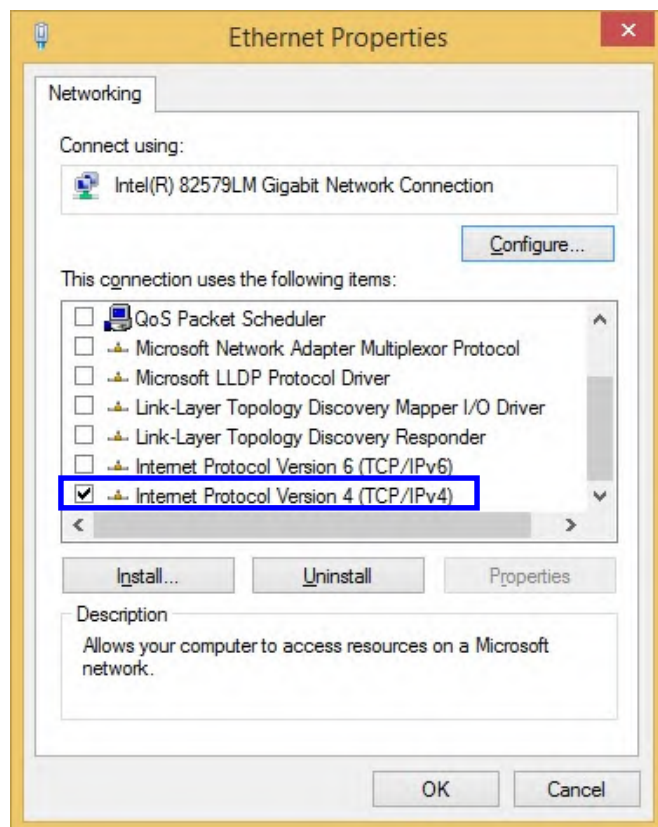 Ethernet Properties
Networking
Connect using:
Intel(R) 82579LM Gigabit Network Connection
Configure...
This connection uses the following items:
QoS Packet Scheduler
Microsoft Network Adapter Multiplexor Protocol
Microsoft LLDP Protocol Driver
Link-Layer Topology Discovery Mapper I/O Driver
Link-Layer Topology Discovery Responder
Internet Protocol Version 6 (TCP/IPv6)
Internet Protocol Version 4 (TCP/IPv4)
Install...
Uninstall
Properties
Description
Allows your computer to access resources on a Microsoft
network.
OK
Cancel